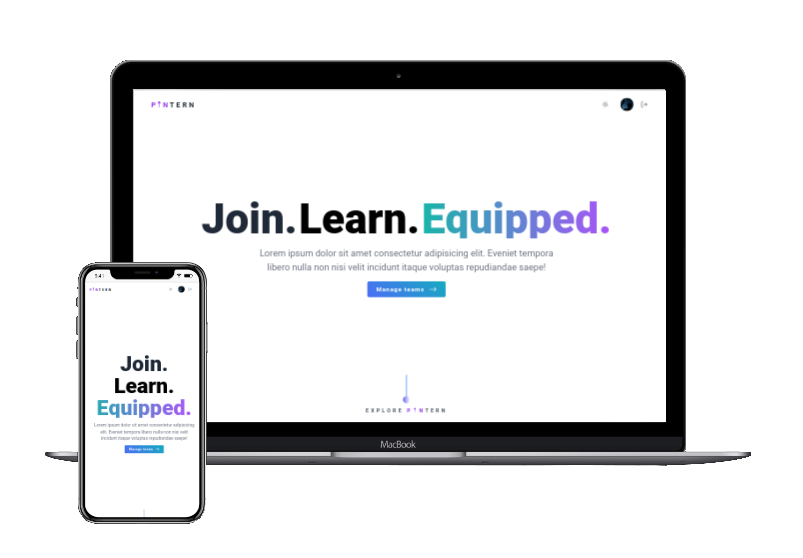 PINTERN
Join. Learn. Equipped.
Lorem ipsum dolor sit amet consectetur adipisicing elit. Eveniet tempora
libero nulla non nisi velit incidunt itaque voluptas repudiandae saepe!
Manage teams
EXPLORE PINTERN
MacBook
9:41
PINTERN
Join.
Learn.
Equipped.
Lorem ipsum dolor sit amet consectetur adipisicing
elit. Eveniet tempora libero nulla non nisi velit
incidunt itaque voluptas repudiandae saepe!
Manage teams